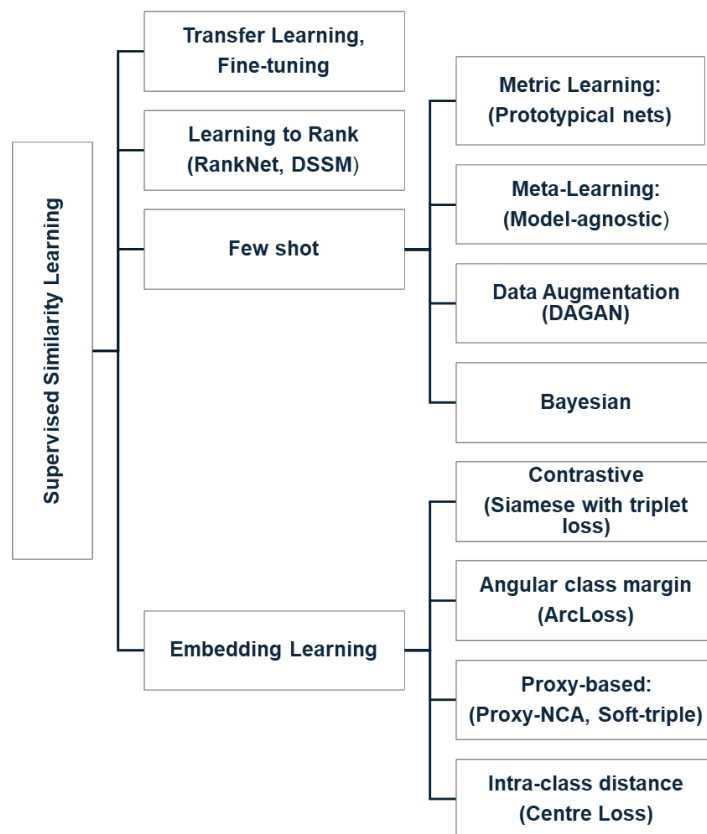 Supervised Similarity Learning
Transfer Learning,
Fine-tuning
Learning to Rank
(RankNet, DSSM)
Few shot
Metric Learning:
(Prototypical nets)
Meta-Learning:
(Model-agnostic)
Data Augmentation
(DAGAN)
Bayesian
Embedding Learning
Contrastive
(Siamese with triplet
loss)
Angular class margin
(ArcLoss)
Proxy-based:
(Proxy-NCA, Soft-triple)
Intra-class distance
(Centre Loss)